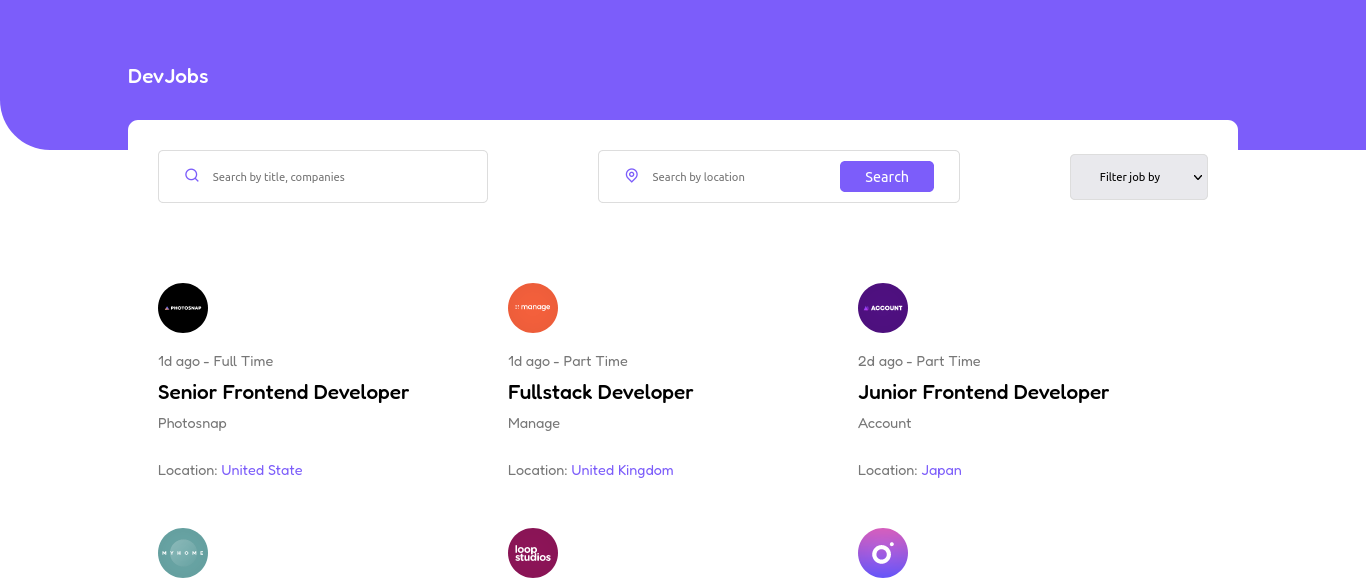 DevJobs
Search by title, companies
Search by location
Search
Filter job by
PHOTOSNAP
manage
ACCOUNT
1d ago - Full Time
1d ago - Part Time
2d ago - Part Time
Senior Frontend Developer
Fullstack Developer
Junior Frontend Developer
Photosnap
Manage
Account
Location: United State
Location: United Kingdom
Location: Japan
MYHOME
loop
studios